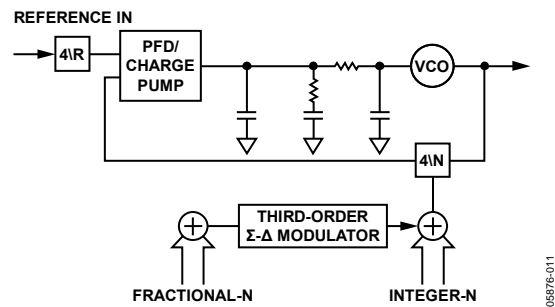 REFERENCE IN
4\R
PFD/
CHARGE
PUMP
VCO
4\N
THIRD-ORDER
Σ-Δ MODULATOR
FRACTIONAL-N
INTEGER-N
05876-011